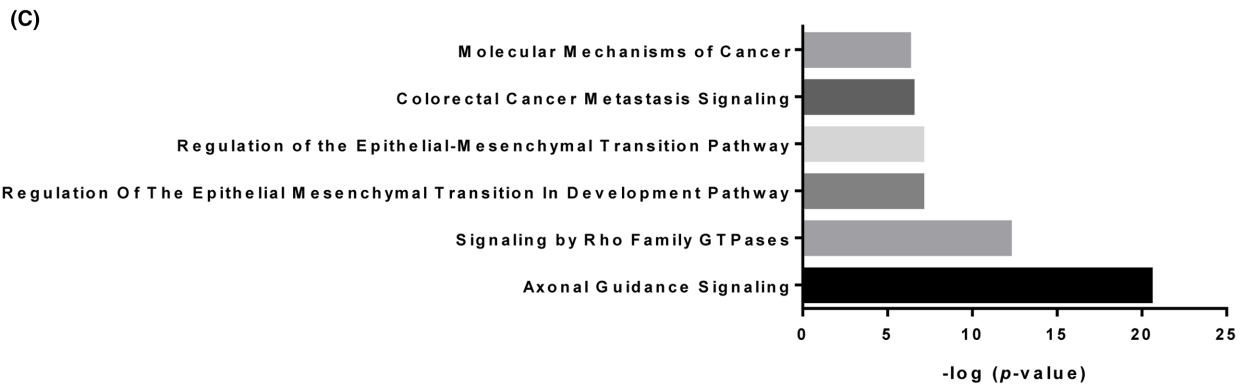 (C)
Molecular Mechanisms of Cancer
Colorectal Cancer Metastasis Signaling
Regulation of the Epithelial-Mesenchymal Transition Pathway
Regulation Of The Epithelial Mesenchymal Transition In Development Pathway
Signaling by Rho Family GTPases
Axonal Guidance Signaling
0 5 10 15 20 25
-log (p-value)